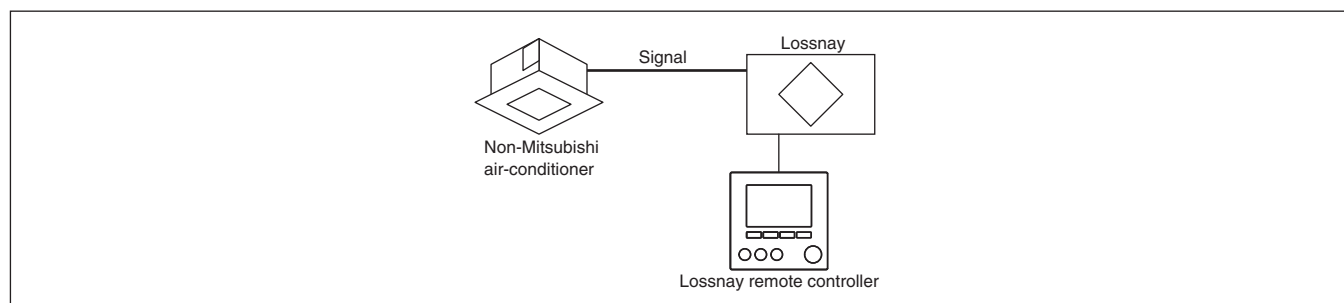 Lossnay
Signal
Non-Mitsubishi
air-conditioner
Lossnay remote controller